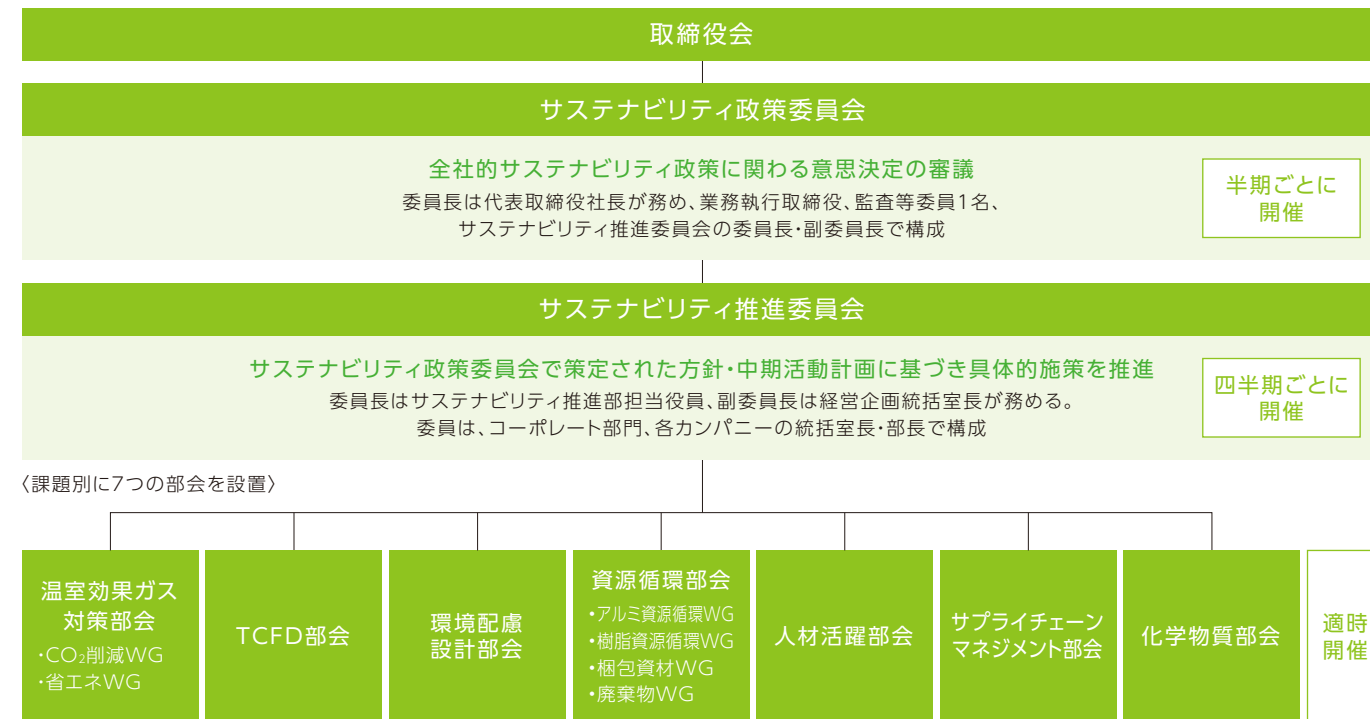 取締役会
サステナビリティ政策委員会
全社的サステナビリティ政策に関わる意思決定の審議
委員長は代表取締役社長が務め、業務執行取締役、監査等委員1名、
サステナビリティ推進委員会の委員長・副委員長で構成
半期ごとに
開催
サステナビリティ推進委員会
サステナビリティ政策委員会で策定された方針・中期活動計画に基づき具体的施策を推進
委員長はサステナビリティ推進部担当役員、副委員長は経営企画統括室長が務める。
委員は、コーポレート部門、各カンパニーの統括室長・部長で構成
四半期ごとに
開催
〈課題別に7つの部会を設置〉
温室効果ガス
対策部会
・CO₂削減WG
・省エネWG
TCFD部会
環境配慮
設計部会
資源循環部会
・アルミ資源循環WG
・樹脂資源循環WG
・梱包資材WG
・廃棄物WG
人材活躍部会
サプライチェーン
マネジメント部会
化学物質部会
適時
開催